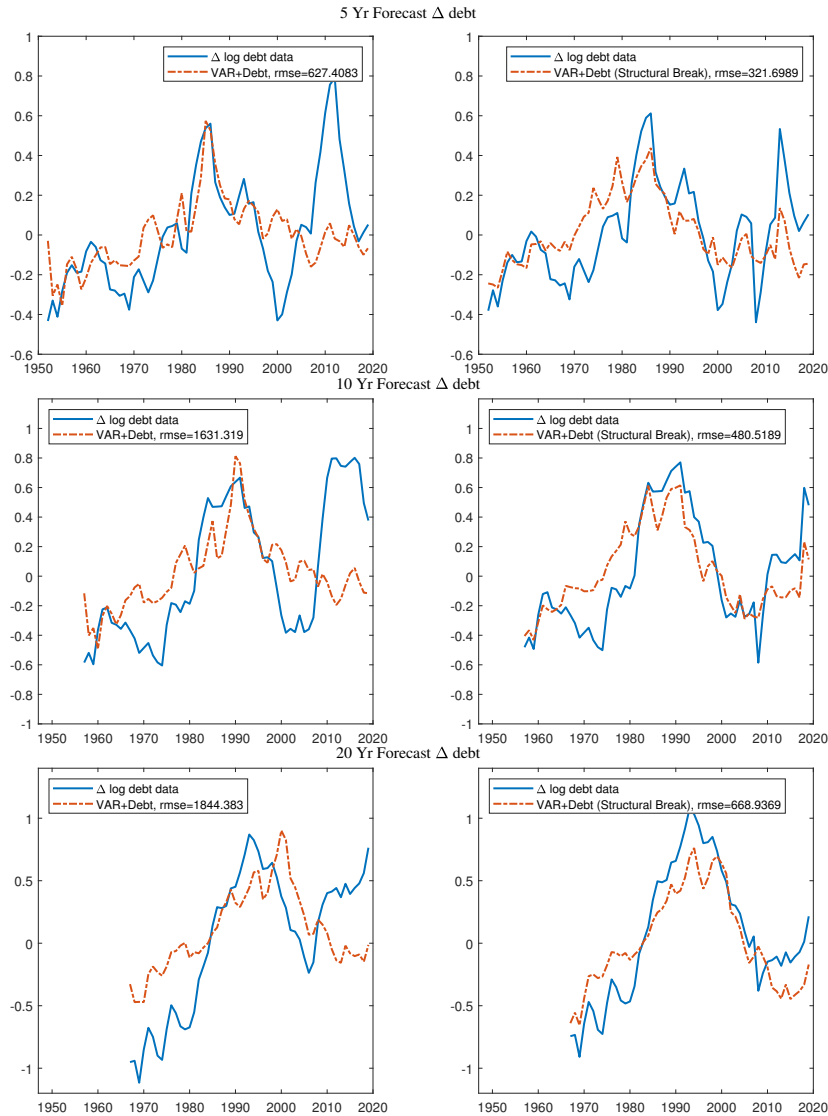 5 Yr Forecast Δ debt
Δ log debt data
VAR+Debt, rmse=627.4083
1
0.8
0.6
0.4
0.2
0
-0.2
-0.4
-0.6
1950 1960 1970 1980 1990 2000 2010 2020
Δ log debt data
VAR+Debt (Structural Break), rmse=321.6989
1
0.8
0.6
0.4
0.2
0
-0.2
-0.4
-0.6
1950 1960 1970 1980 1990 2000 2010 2020
10 Yr Forecast Δ debt
Δ log debt data
VAR+Debt, rmse=1631.319
1
0.8
0.6
0.4
0.2
0
-0.2
-0.4
-0.6
-0.8
-1
1950 1960 1970 1980 1990 2000 2010 2020
Δ log debt data
VAR+Debt (Structural Break), rmse=480.5189
1
0.8
0.6
0.4
0.2
0
-0.2
-0.4
-0.6
-0.8
-1
1950 1960 1970 1980 1990 2000 2010 2020
20 Yr Forecast Δ debt
Δ log debt data
VAR+Debt, rmse=1844.383
1
0.5
0
-0.5
-1
1950 1960 1970 1980 1990 2000 2010 2020
Δ log debt data
VAR+Debt (Structural Break), rmse=668.9369
1
0.5
0
-0.5
-1
1950 1960 1970 1980 1990 2000 2010 2020